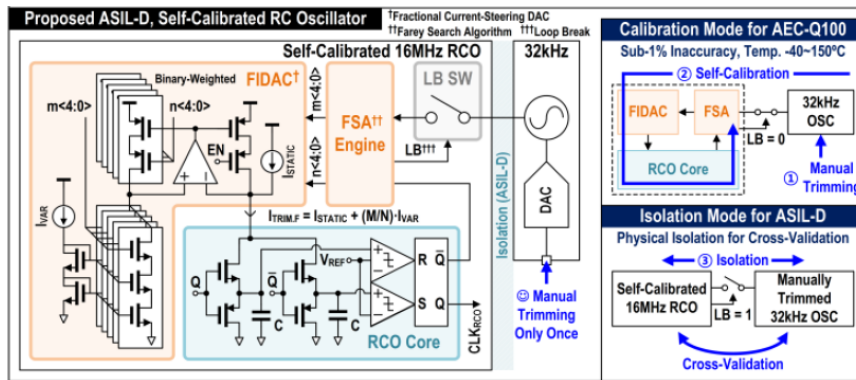 Proposed ASIL-D, Self-Calibrated RC Oscillator
†Fractional Current-Steering DAC
††Farey Search Algorithm †††Loop Break
Self-Calibrated 16MHz RCO
32kHz
Binary-Weighted
FIDAC†
m<4:0>
n<4:0>
EN
ISTATIC
IVAR
m<4:0>
n<4:0>
FSA††
Engine
LB SW
LB†††
Isolation (ASIL-D)
DAC
ITRIM.F = ISTATIC + (M/N)·IVAR
VREF
Q
Q̅
C
C
R Q̅
S Q
RCO Core
CLKRCO
☺ Manual
Trimming
Only Once
Calibration Mode for AEC-Q100
Sub-1% Inaccuracy, Temp. -40~150ºC
② Self-Calibration
FIDAC
FSA
32kHz
OSC
LB = 0
RCO Core
① Manual
Trimming
Isolation Mode for ASIL-D
Physical Isolation for Cross-Validation
③ Isolation
Self-Calibrated
16MHz RCO
LB = 1
Manually
Trimmed
32kHz OSC
Cross-Validation